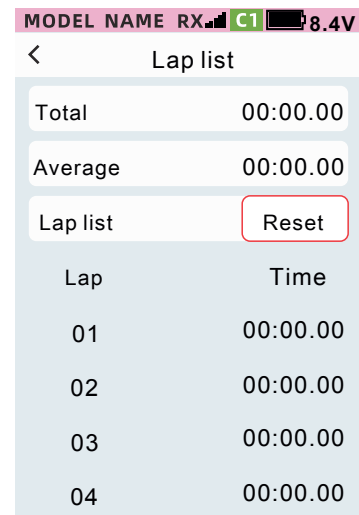 MODEL NAME RX C1 8.4V
Lap list
Total 00:00.00
Average 00:00.00
Lap list Reset
Lap Time
01 00:00.00
02 00:00.00
03 00:00.00
04 00:00.00